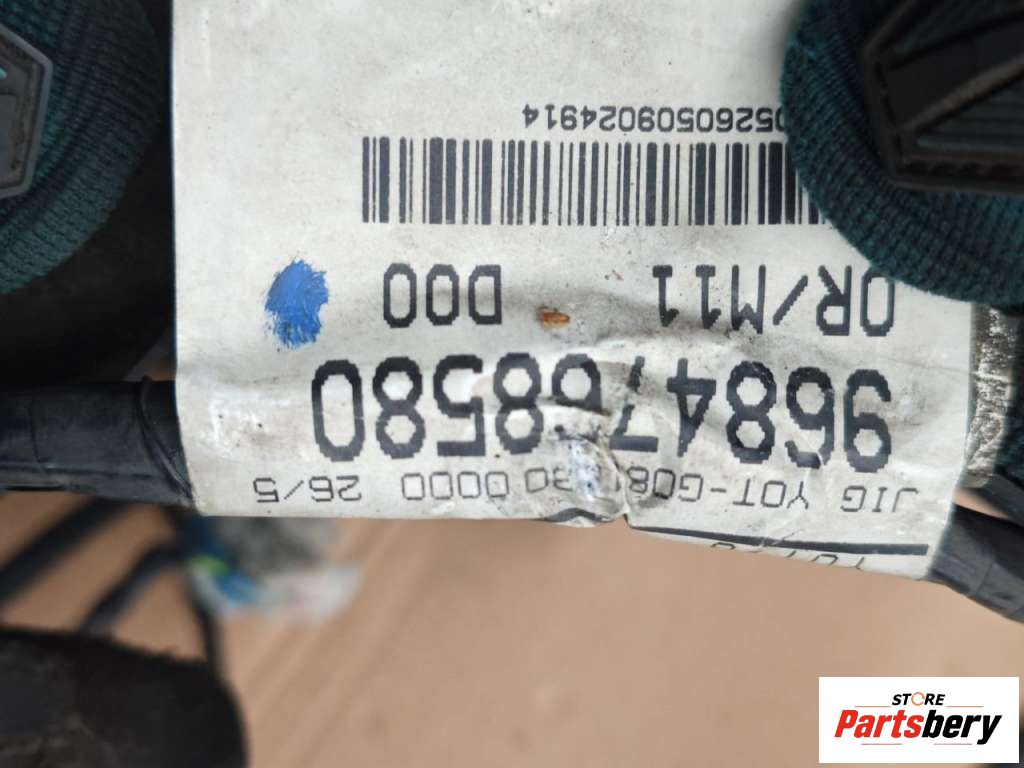 JIG YOT-G08 0000 26/5
9684768580
OR/M11 D00
05260509024914
STORE
Partsbery